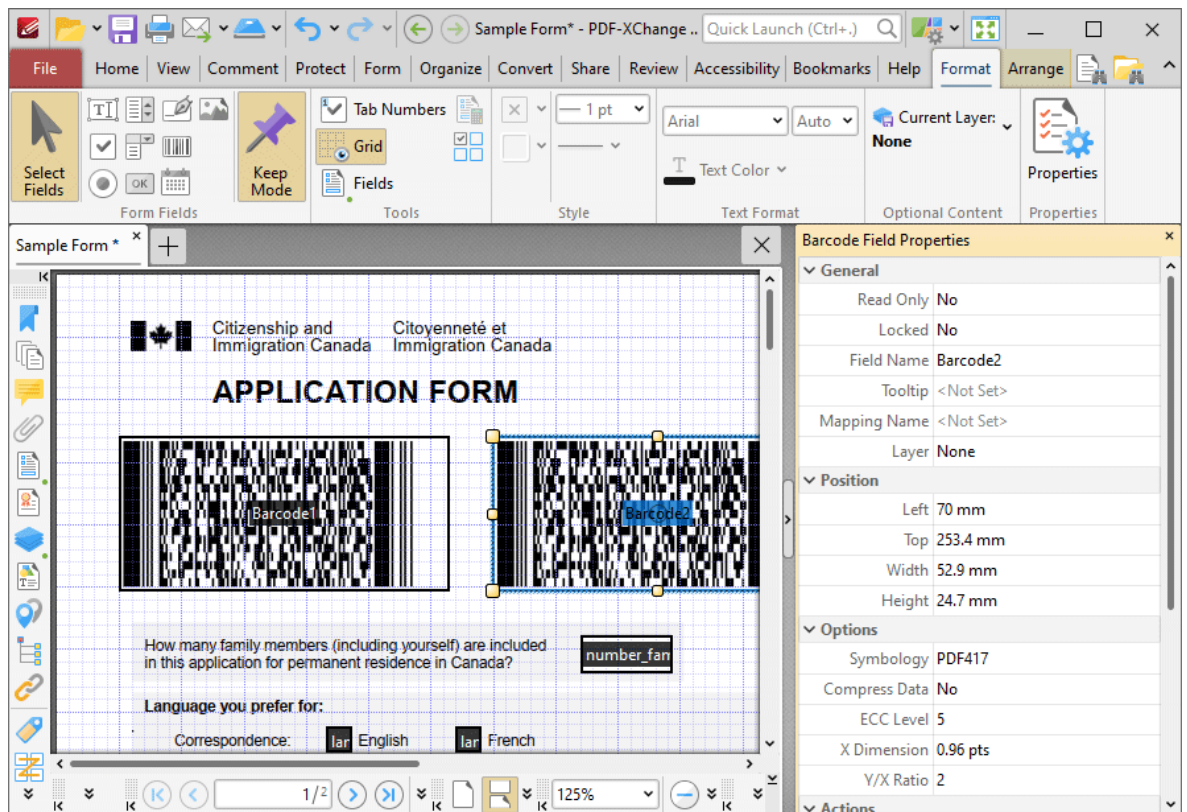 Sample Form* - PDF-XChange .. Quick Launch (Ctrl+.)
File Home View Comment Protect Form Organize Convert Share Review Accessibility Bookmarks Help Format Arrange
Select Fields
OK
Keep Mode
Form Fields
Tab Numbers
Grid
Fields
Tools
1 pt
Style
Arial Auto
Text Color
Text Format
Current Layer:
None
Optional Content
Properties
Properties
Sample Form *
Citizenship and Citoyenneté et
Immigration Canada Immigration Canada
APPLICATION FORM
Barcode1 Barcode2
How many family members (including yourself) are included
in this application for permanent residence in Canada?
number_fam
Language you prefer for:
Correspondence: lar English lar French
1/2
125%
Barcode Field Properties
General
Read Only No
Locked No
Field Name Barcode2
Tooltip <Not Set>
Mapping Name <Not Set>
Layer None
Position
Left 70 mm
Top 253.4 mm
Width 52.9 mm
Height 24.7 mm
Options
Symbology PDF417
Compress Data No
ECC Level 5
X Dimension 0.96 pts
Y/X Ratio 2
Actions